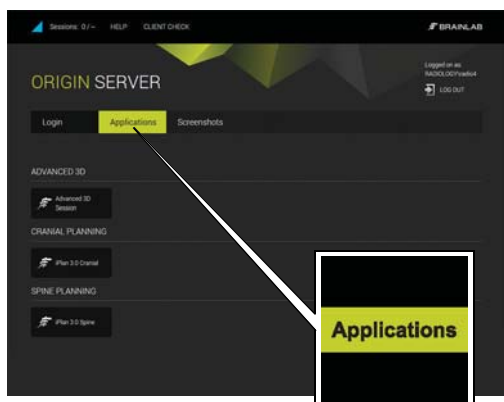 Sessions: 0/–  HELP  CLIENT CHECK  BRAINLAB
Logged on as:
ORIGIN SERVER
LOG OUT
Login  Applications  Screenshots
ADVANCED 3D
Advanced 3D
Session
CRANIAL PLANNING
iPlan 3.0 Cranial
SPINE PLANNING
iPlan 3.0 Spine
Applications